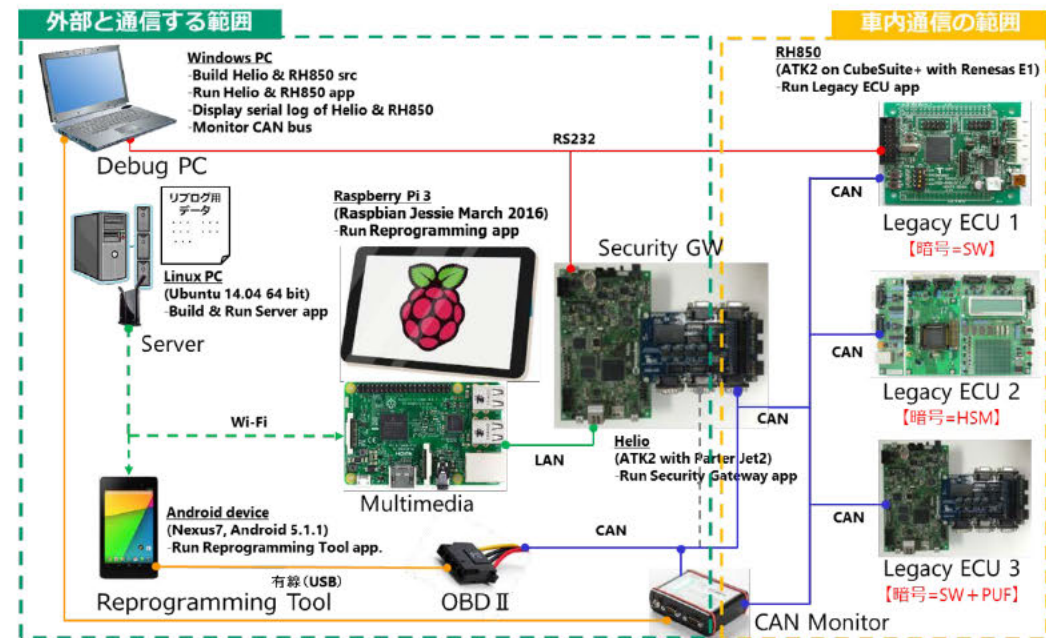 外部と通信する範囲
車内通信の範囲
Windows PC
-Build Helio & RH850 src
-Run Helio & RH850 app
-Display serial log of Helio & RH850
-Monitor CAN bus
Debug PC
RH850
(ATK2 on CubeSuite+ with Renesas E1)
-Run Legacy ECU app
RS232
CAN
Legacy ECU 1
【暗号=SW】
リプログ用
データ
Linux PC
(Ubuntu 14.04 64 bit)
-Build & Run Server app
Server
Raspberry Pi 3
(Raspbian Jessie March 2016)
-Run Reprogramming app
Security GW
CAN
Legacy ECU 2
【暗号=HSM】
Wi-Fi
LAN
Multimedia
Helio
(ATK2 with Parter Jet2)
-Run Security Gateway app
CAN
CAN
Legacy ECU 3
【暗号=SW+PUF】
Android device
(Nexus7, Android 5.1.1)
-Run Reprogramming Tool app.
有線(USB)
Reprogramming Tool
CAN
OBDⅡ
CAN Monitor